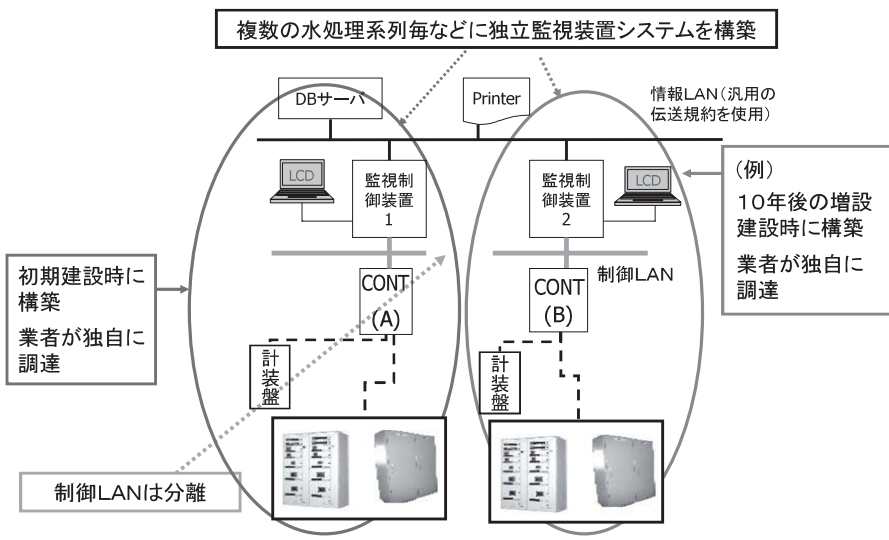 複数の水処理系列毎などに独立監視装置システムを構築
DBサーバ
Printer
情報LAN(汎用の
伝送規約を使用)
LCD
監視制
御装置
1
監視制
御装置
2
LCD
(例)
10年後の増設
建設時に構築
業者が独自に
調達
初期建設時に
構築
業者が独自に
調達
CONT
(A)
CONT
(B)
制御LAN
計装盤
計装盤
制御LANは分離